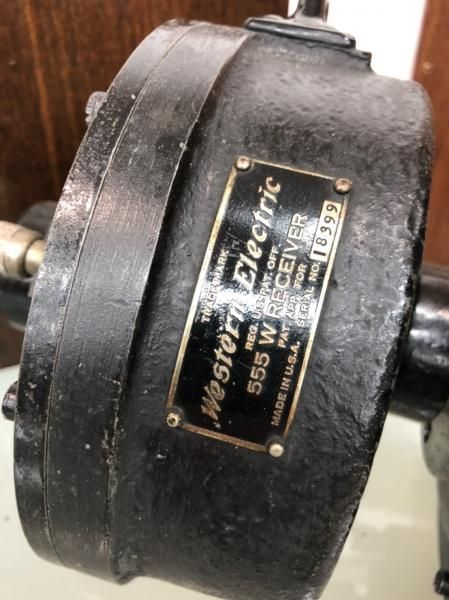 TRADE MARK
Western Electric
REG. U.S. PAT. OFF.
555 W RECEIVER
PAT. APP. FOR
MADE IN U.S.A. SERIAL NO. 18399